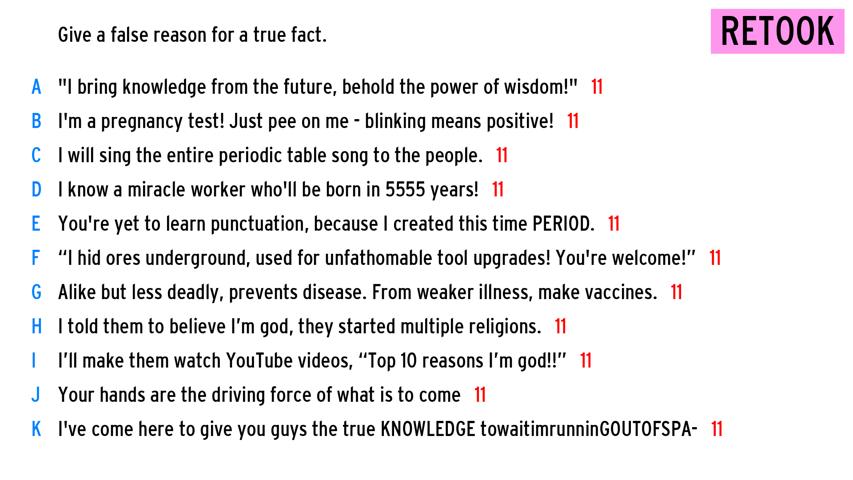 Give a false reason for a true fact.
RETOOK
A "I bring knowledge from the future, behold the power of wisdom!" 11
B I'm a pregnancy test! Just pee on me - blinking means positive! 11
C I will sing the entire periodic table song to the people. 11
D I know a miracle worker who'll be born in 5555 years! 11
E You're yet to learn punctuation, because I created this time PERIOD. 11
F “I hid ores underground, used for unfathomable tool upgrades! You're welcome!” 11
G Alike but less deadly, prevents disease. From weaker illness, make vaccines. 11
H I told them to believe I’m god, they started multiple religions. 11
I I’ll make them watch YouTube videos, “Top 10 reasons I’m god!!” 11
J Your hands are the driving force of what is to come 11
K I've come here to give you guys the true KNOWLEDGE towaitimrunninGOUTOFSPA- 11